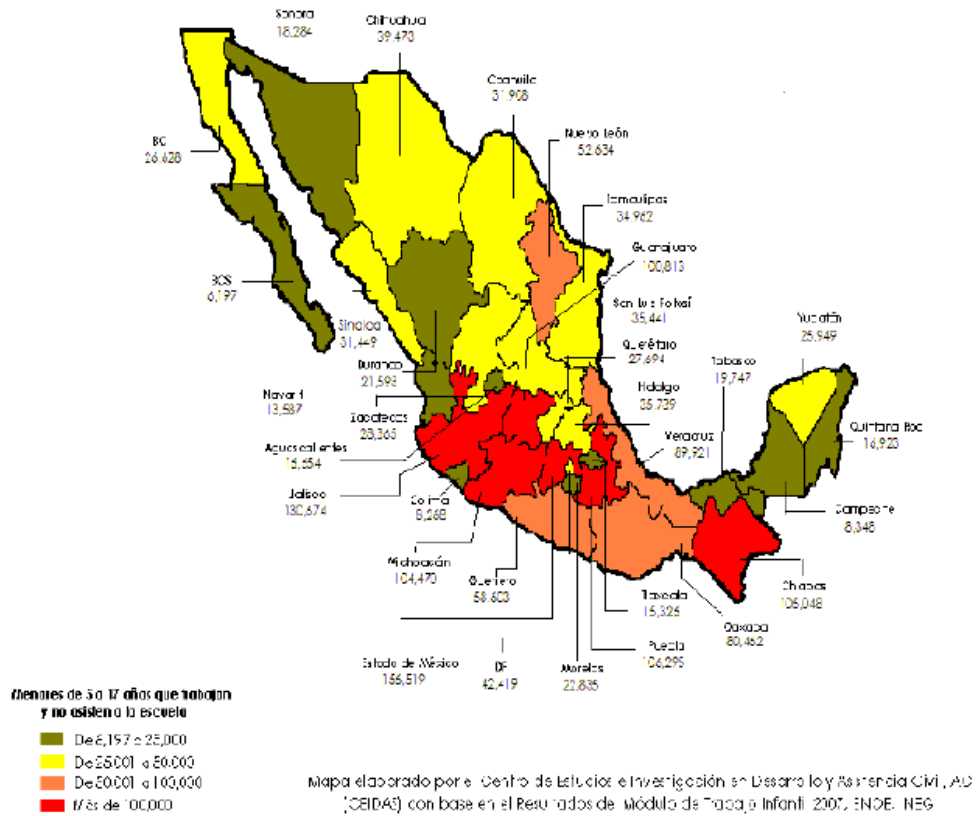 Sonora
18,284
Chihuahua
39,473
Coahuila
31,908
Nuevo León
52,634
BC
26,628
Tamaulipas
34,962
Guanajuato
100,813
BCS
6,197
San Luis Potosí
35,441
Yucatán
25,949
Sinaloa
31,449
Querétaro
27,694
Tabasco
19,747
Durango
21,593
Nayarit
13,587
Hidalgo
35,739
Zacatecas
Quintana Roo
16,923
Veracruz
89,921
Aguascalientes
Jalisco
130,674
Colima
8,268
Campeche
8,348
Michoacán
104,470
Guerrero
58,603
Tlaxcala
15,325
Chiapas
105,048
Oaxaca
80,462
Estado de México
156,519
DF
42,419
Morelos
22,835
Puebla
106,295
Menores de 5 a 17 años que trabajan
y no asisten a la escuela
De 6,197 a 25,000
De 25,001 a 50,000
De 50,001 a 100,000
Más de 100,000
Mapa elaborado por el Centro de Estudios e Investigación en Desarrollo y Asistencia Civil, AC
(CEIDAS) con base en el Resultados del Módulo de Trabajo Infantil 2007, ENOE, INEGI